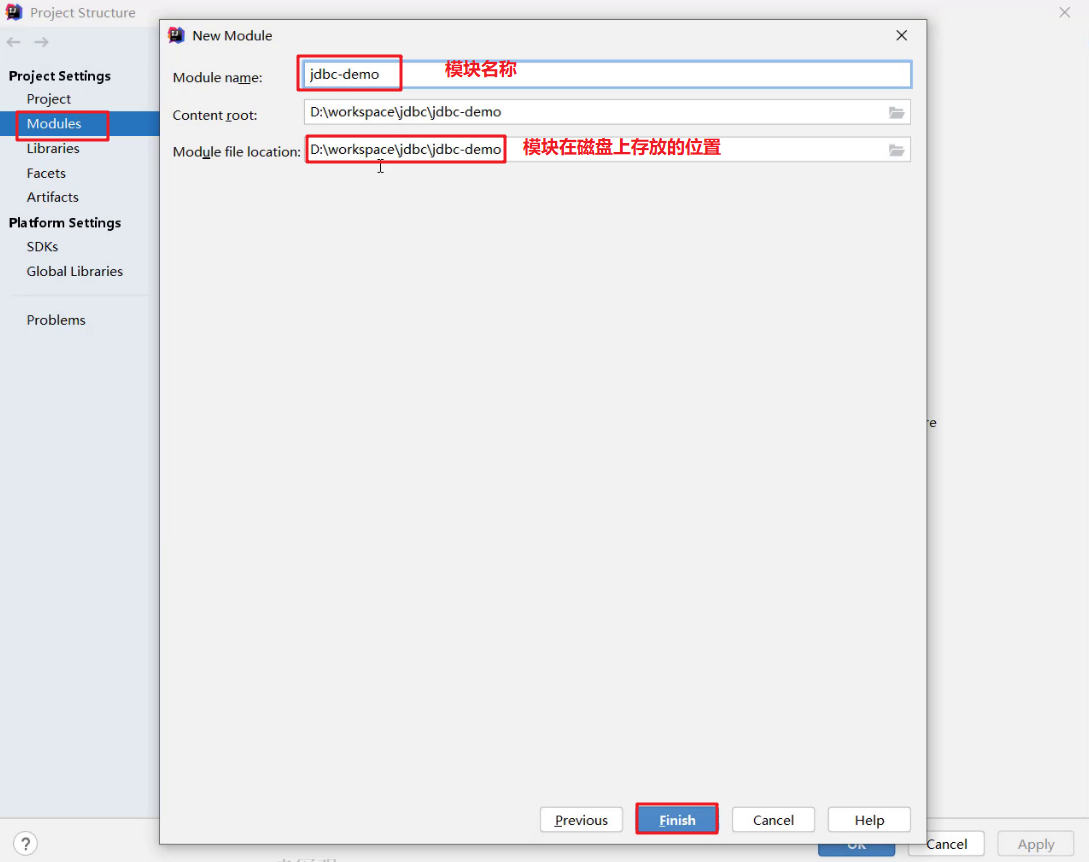 Project Structure
New Module
Project Settings
Project
Modules
Libraries
Facets
Artifacts
Platform Settings
SDKs
Global Libraries
Problems
Module name:
jdbc-demo
模块名称
Content root:
D:\workspace\jdbc\jdbc-demo
Module file location:
D:\workspace\jdbc\jdbc-demo
模块在磁盘上存放的位置
re
Previous
Finish
Cancel
Help
?
OK
Cancel
Apply